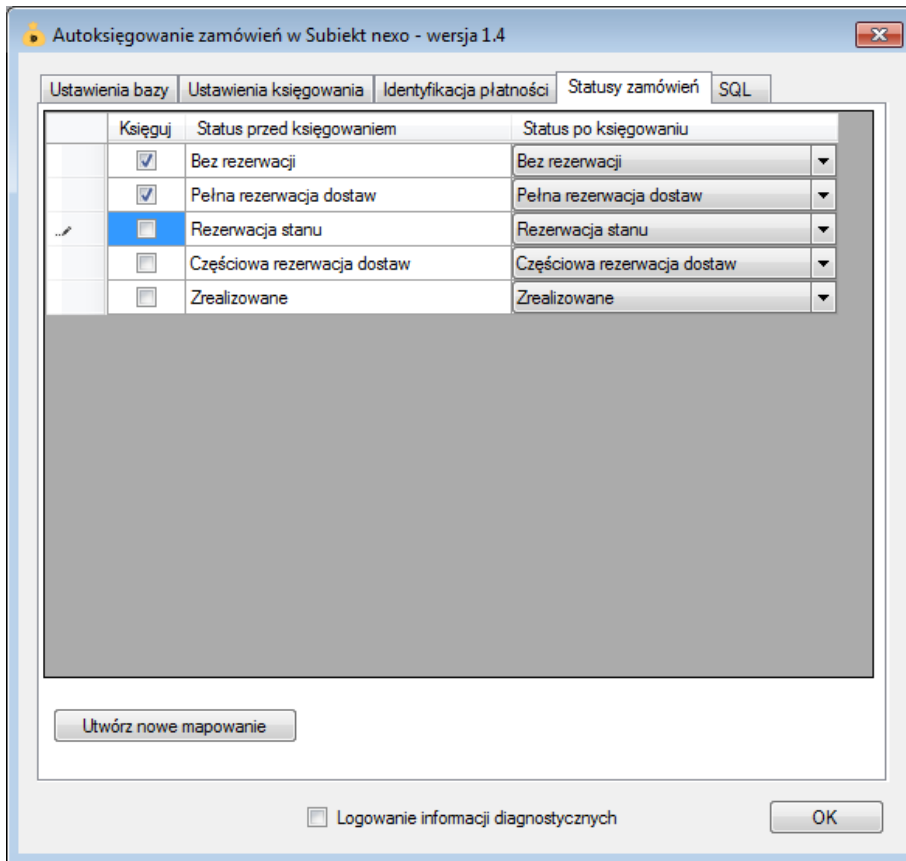 Autoksięgowanie zamówień w Subiekt nexo - wersja 1.4
Ustawienia bazy Ustawienia księgowania Identyfikacja płatności Statusy zamówień SQL
Księguj Status przed księgowaniem Status po księgowaniu
Bez rezerwacji Bez rezerwacji
Pełna rezerwacja dostaw Pełna rezerwacja dostaw
Rezerwacja stanu Rezerwacja stanu
Częściowa rezerwacja dostaw Częściowa rezerwacja dostaw
Zrealizowane Zrealizowane
Utwórz nowe mapowanie
Logowanie informacji diagnostycznych OK